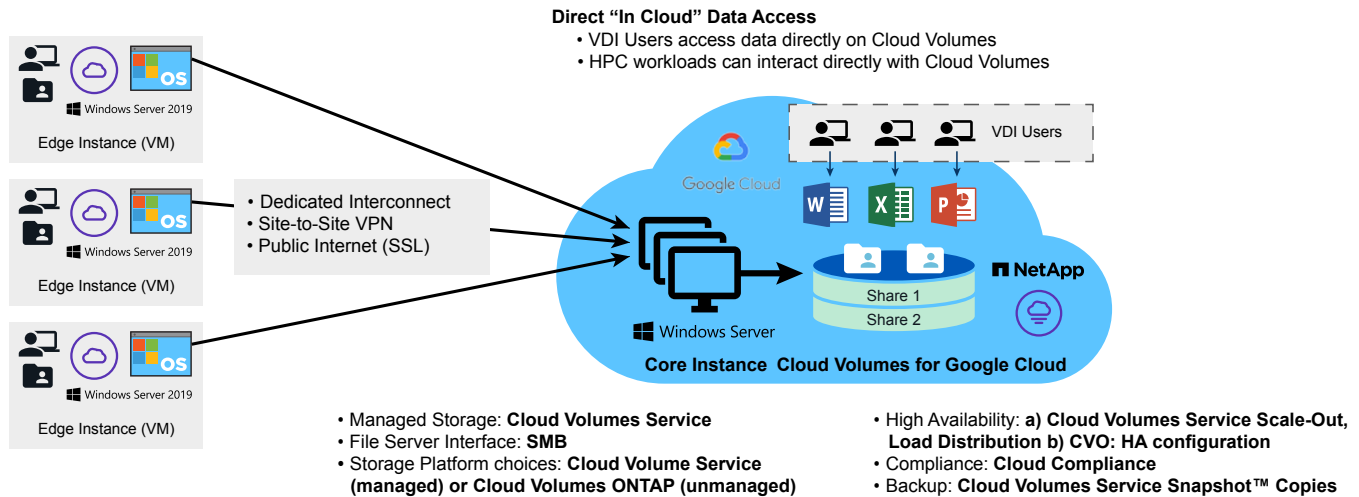 Direct “In Cloud” Data Access
• VDI Users access data directly on Cloud Volumes
• HPC workloads can interact directly with Cloud Volumes
OS
Windows Server 2019
Edge Instance (VM)
OS
Windows Server 2019
Edge Instance (VM)
OS
Windows Server 2019
Edge Instance (VM)
• Dedicated Interconnect
• Site-to-Site VPN
• Public Internet (SSL)
Google Cloud
VDI Users
W
X
P
Share 1
Share 2
NetApp
Windows Server
Core Instance
Cloud Volumes for Google Cloud
• Managed Storage: Cloud Volumes Service
• File Server Interface: SMB
• Storage Platform choices: Cloud Volume Service
(managed) or Cloud Volumes ONTAP (unmanaged)
• High Availability: a) Cloud Volumes Service Scale-Out,
Load Distribution b) CVO: HA configuration
• Compliance: Cloud Compliance
• Backup: Cloud Volumes Service Snapshot™ Copies